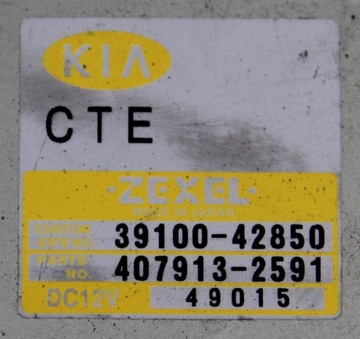 KIA
CTE
·ZEXEL·
MADE IN JAPAN
39100-42850
PARTS NO. 407913-2591
DC12V 49015